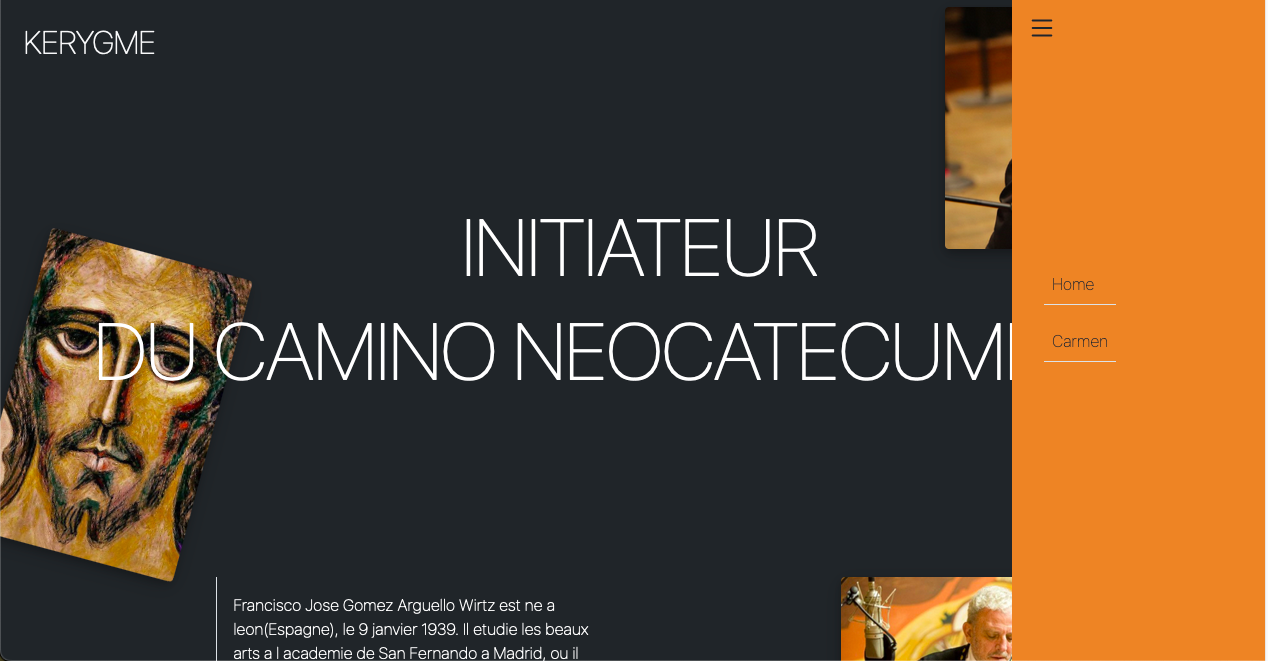 KERYGME
INITIATEUR
DU CAMINO NEOCATECUM
Home
Carmen
Francisco Jose Gomez Arguello Wirtz est ne a
leon(Espagne), le 9 janvier 1939. Il etudie les beaux
arts a l academie de San Fernando a Madrid, ou il